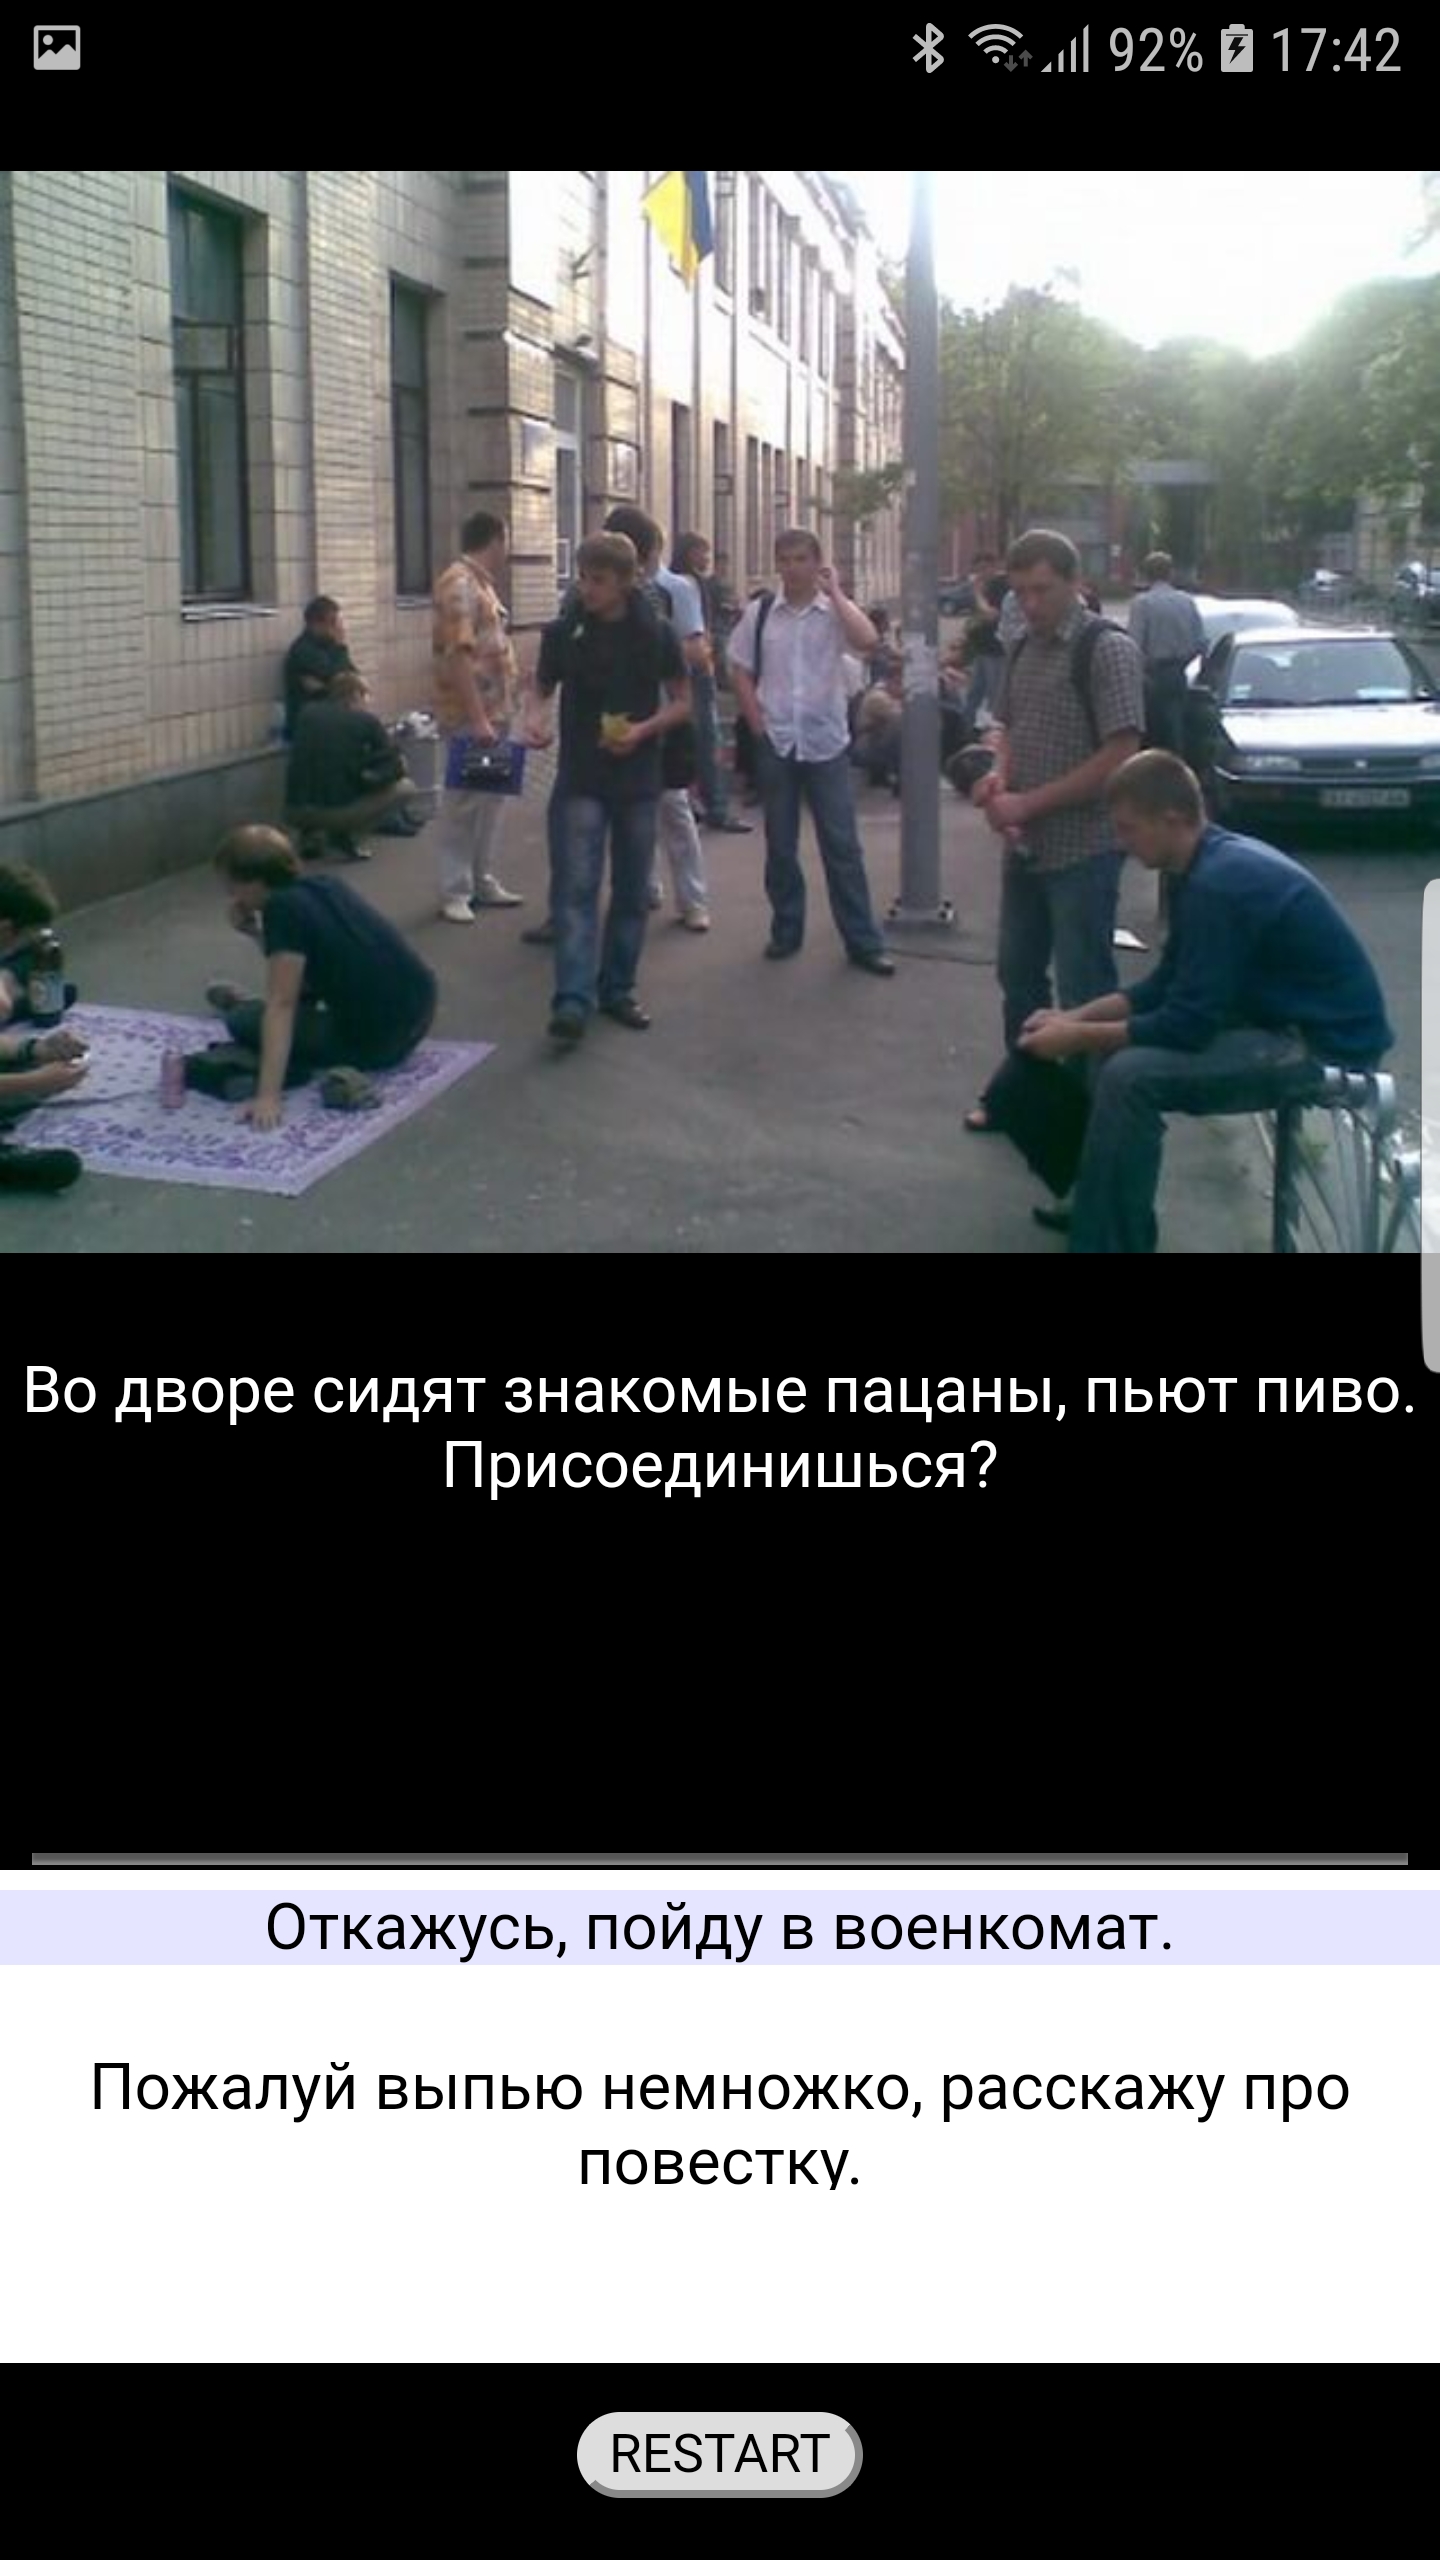 92% 17:42
Во дворе сидят знакомые пацаны, пьют пиво.
Присоединишься?
Откажусь, пойду в военкомат.
Пожалуй выпью немножко, расскажу про
повестку.
RESTART